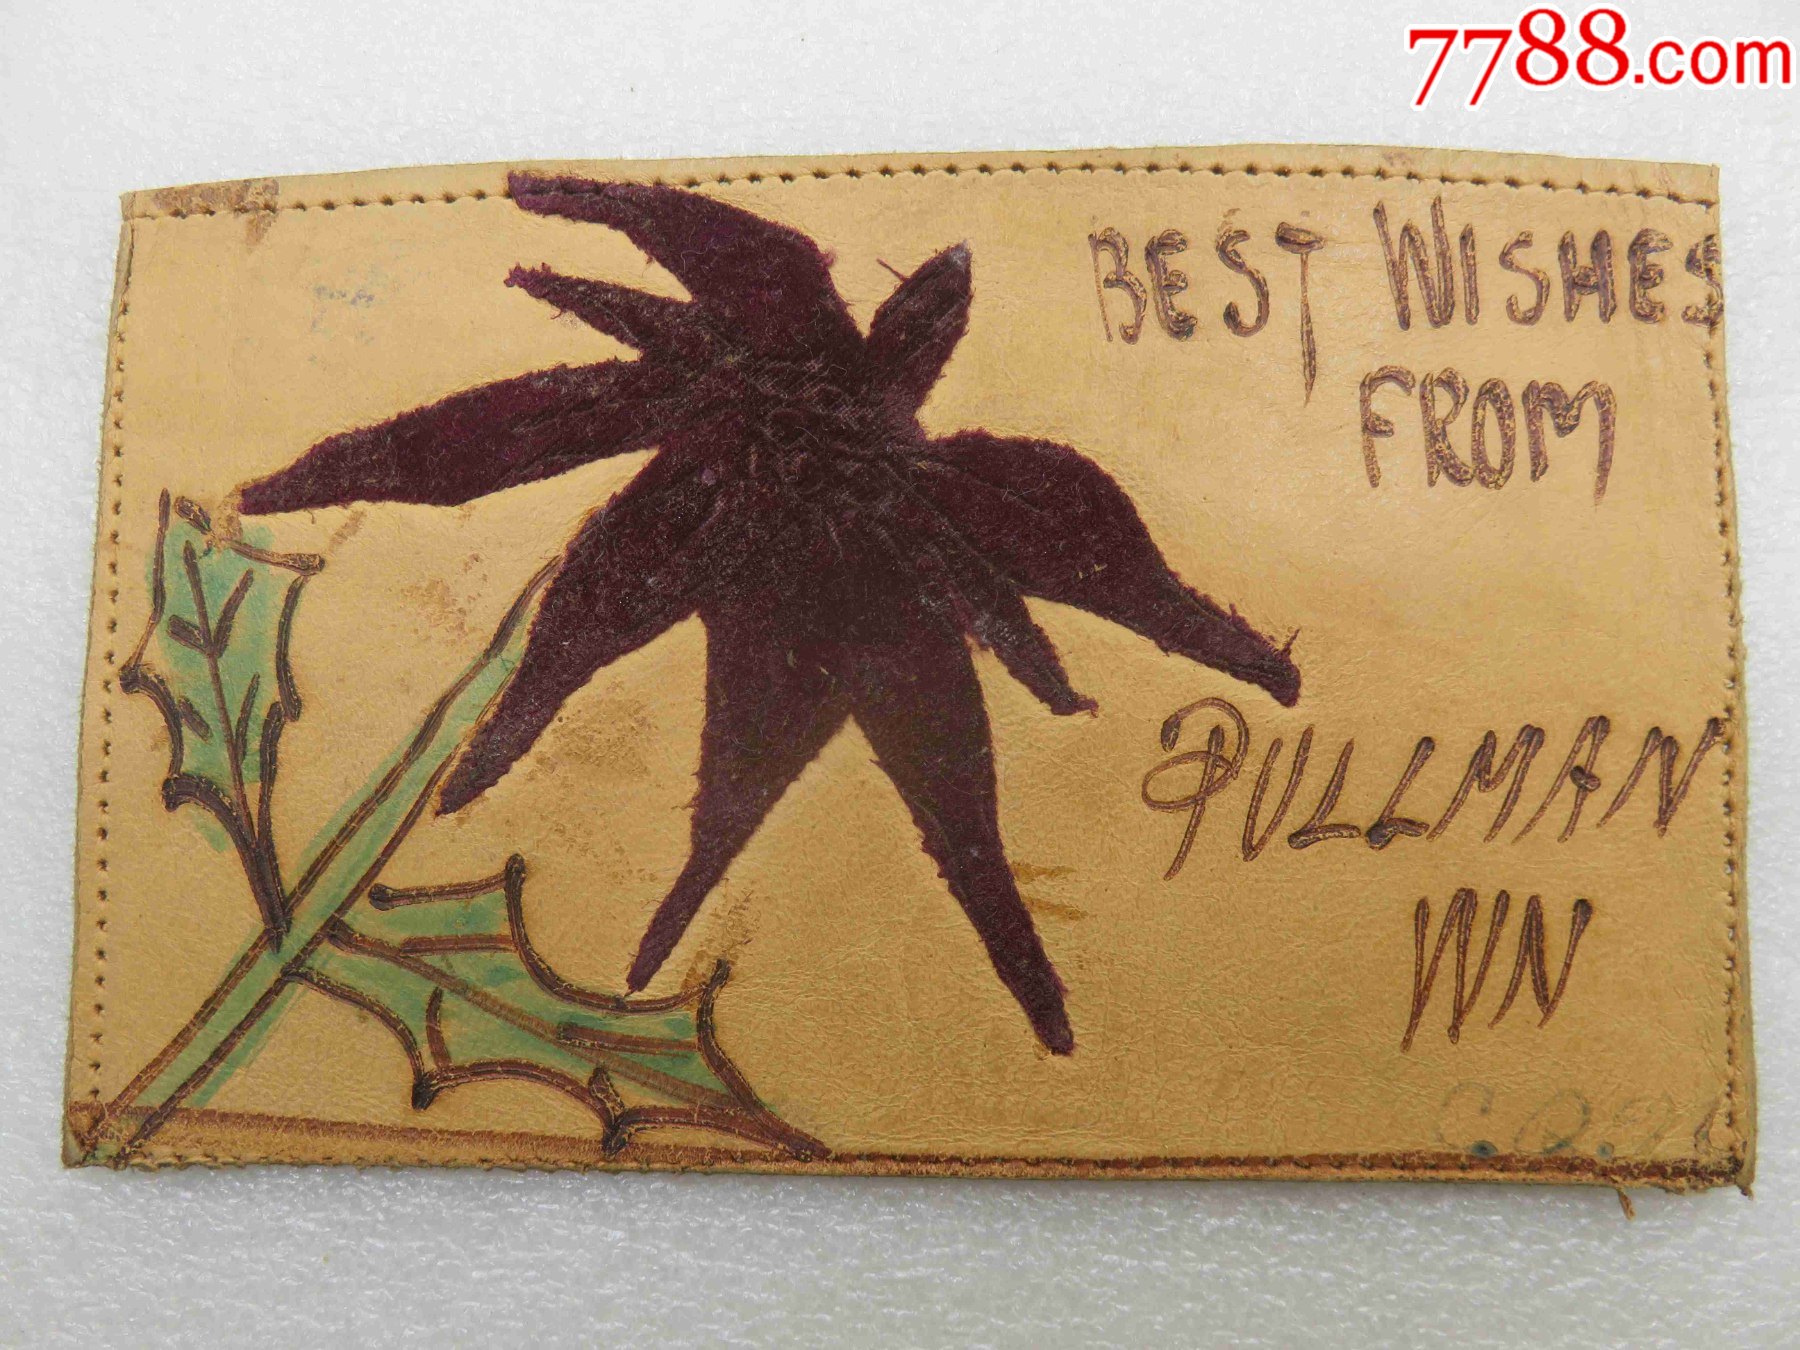 7788.com
BEST WISHES
FROM
PULLMAN
WN